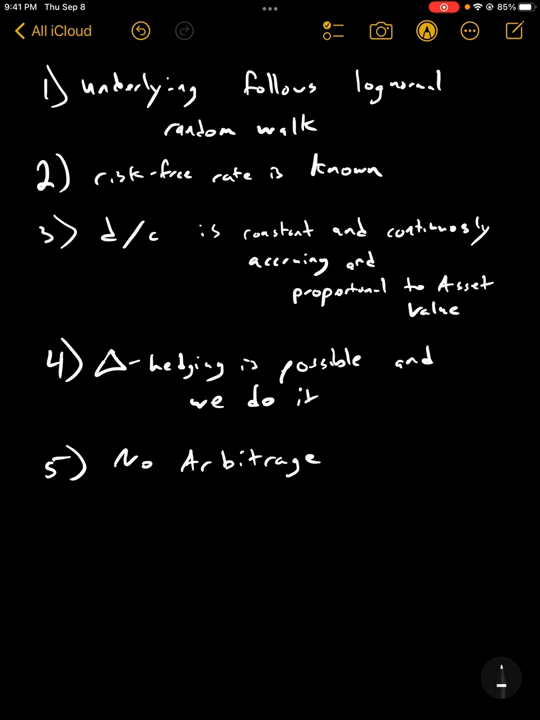 9:41 PM Thu Sep 8
85%
All iCloud
1) Underlying follows lognormal
random walk
2) risk-free rate is known
3) d/c is constant and continuosly
accruing and
proportional to Asset
Value
4) Δ-hedging is possible and
we do it
5) No Arbitrage